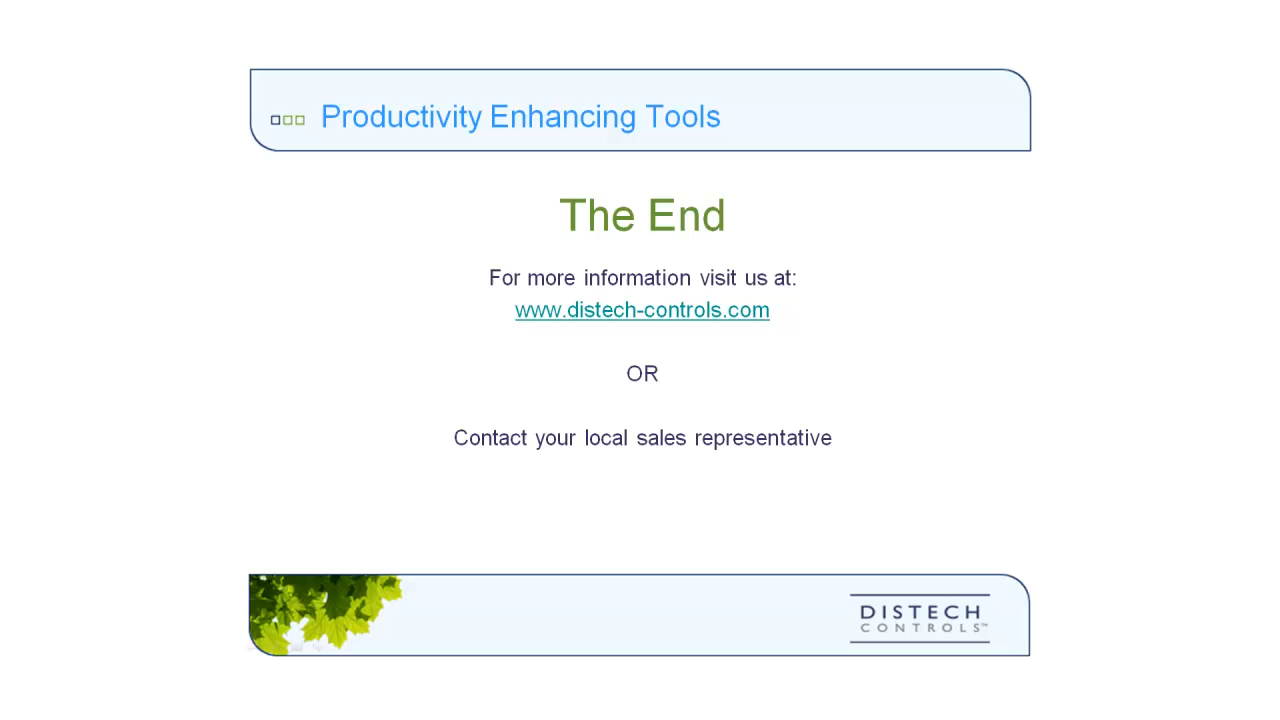 Productivity Enhancing Tools
The End
For more information visit us at:
www.distech-controls.com
OR
Contact your local sales representative
DISTECH
CONTROLS™